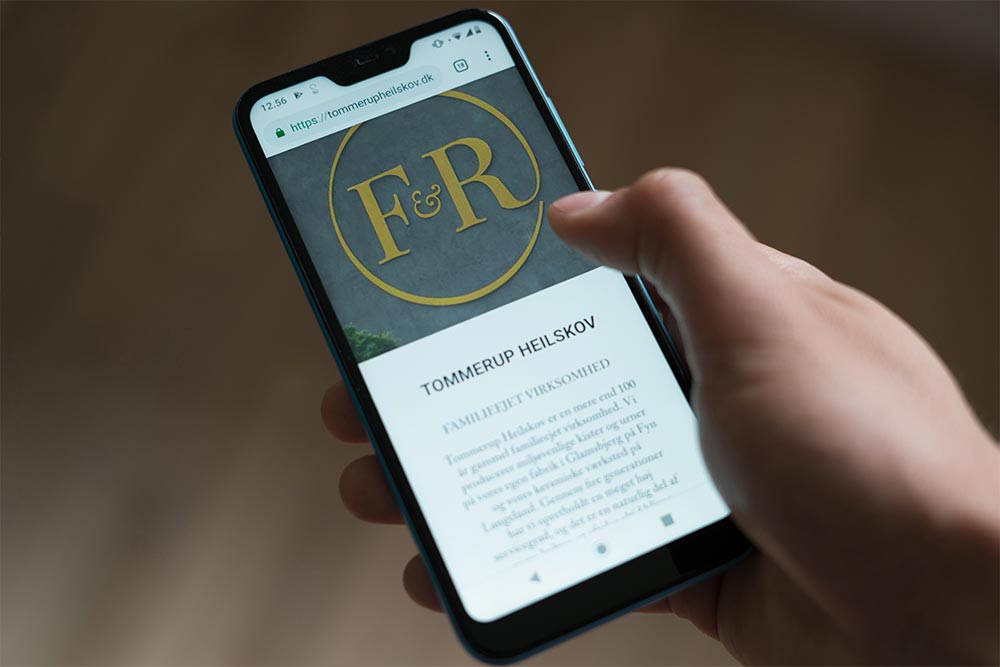 12.56
18
https://tommerupheilskov.dk
F&R
TOMMERUP HEILSKOV
FAMILIEEJET VIRKSOMHED
Tommerup Heilskov er en mere end 100
år gammel familieejet virksomhed. Vi
producerer miljøvenlige kister og urner
på vores egen fabrik i Glamsbjerg på Fyn
og vores keramiske værksted på
Langeland. Gennem fire generationer
har vi opretholdt en meget høj
servicegrad, og det er en naturlig del af